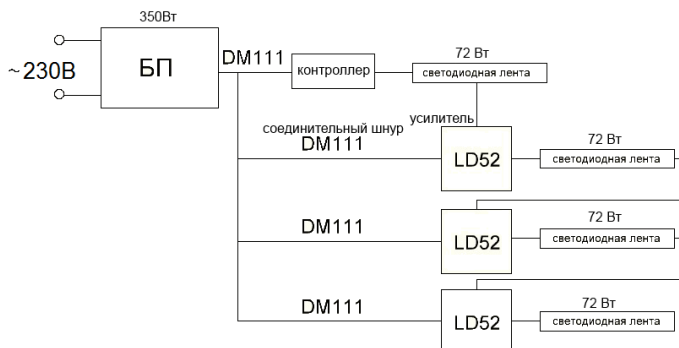 350Вт
~230В
БП
DM111
контроллер
72 Вт
светодиодная лента
усилитель
соединительный шнур
DM111
LD52
72 Вт
светодиодная лента
DM111
LD52
72 Вт
светодиодная лента
DM111
LD52
72 Вт
светодиодная лента